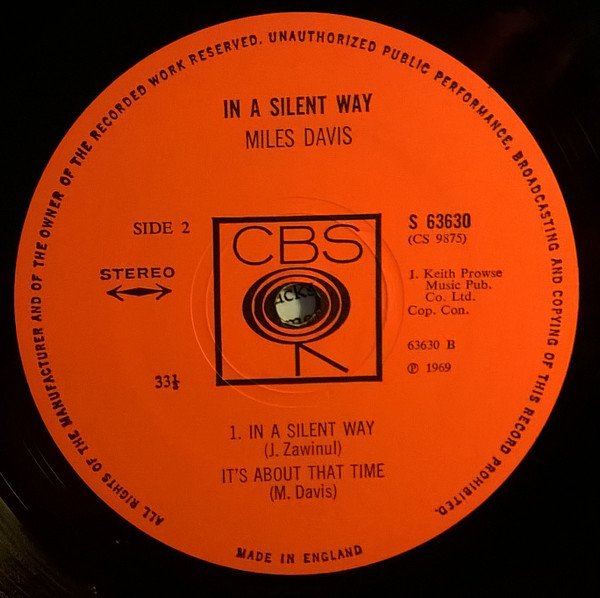 ALL RIGHTS OF THE MANUFACTURER AND OF THE OWNER OF THE RECORDED WORK RESERVED. UNAUTHORIZED PUBLIC PERFORMANCE, BROADCASTING AND COPYING OF THIS RECORD PROHIBITED.
IN A SILENT WAY
MILES DAVIS
SIDE 2
STEREO
33⅓
CBS
S 63630
(CS 9875)
1. Keith Prowse
Music Pub.
Co. Ltd.
Cop. Con.
63630 B
℗ 1969
1. IN A SILENT WAY
(J. Zawinul)
IT'S ABOUT THAT TIME
(M. Davis)
MADE IN ENGLAND